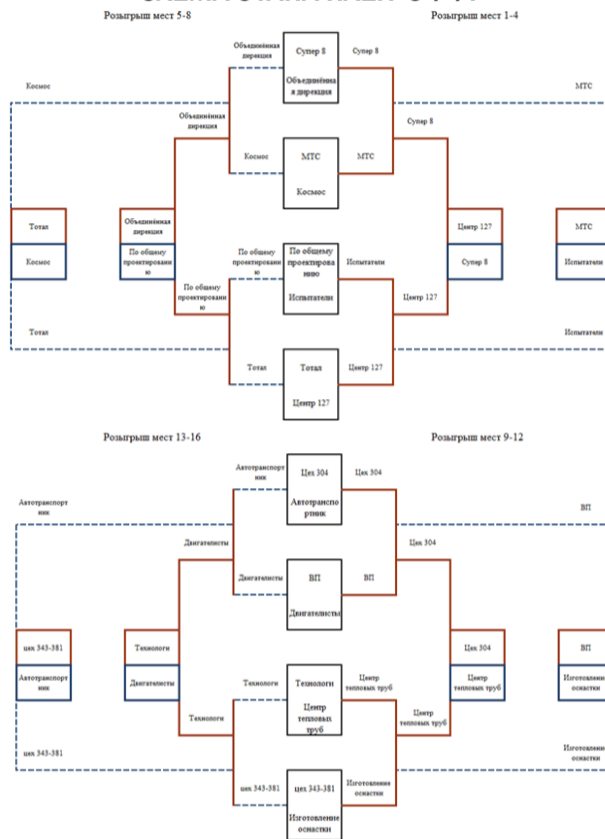 Розыгрыш мест 5-8
Розыгрыш мест 1-4
Объединённая
дирекция
Супер 8
Супер 8
Объединённа
я дирекция
Космос
МТС
Объединённая
дирекция
Супер 8
Космос
МТС
МТС
Космос
Тотал
Космос
Объединённая
дирекция
По общему
проектировани
ю
Центр 127
Супер 8
МТС
Испытатели
По общему
проектировани
ю
По общему
проектирова
нию
Испытатели
Испытатели
По общему
проектировани
ю
Центр 127
Тотал
Испытатели
Тотал
Тотал
Центр 127
Центр 127
Розыгрыш мест 13-16
Розыгрыш мест 9-12
Автотранспорт
ник
Цех 304
Цех 304
Автотранспо
ртник
Автотранспорт
ник
ВП
Двигателисты
Цех 304
Двигателисты
ВП
ВП
Двигателисты
цех 343-381
Автотранспорт
ник
Технологи
Двигателисты
Цех 304
Центр
тепловых труб
ВП
Изготовление
оснастки
Технологи
Технологи
Центр
тепловых труб
Центр
тепловых
труб
Технологи
Центр
тепловых труб
цех 343-381
Изготовление
оснастки
цех 343-381
цех 343-381
Изготовление
оснастки
Изготовление
оснастки